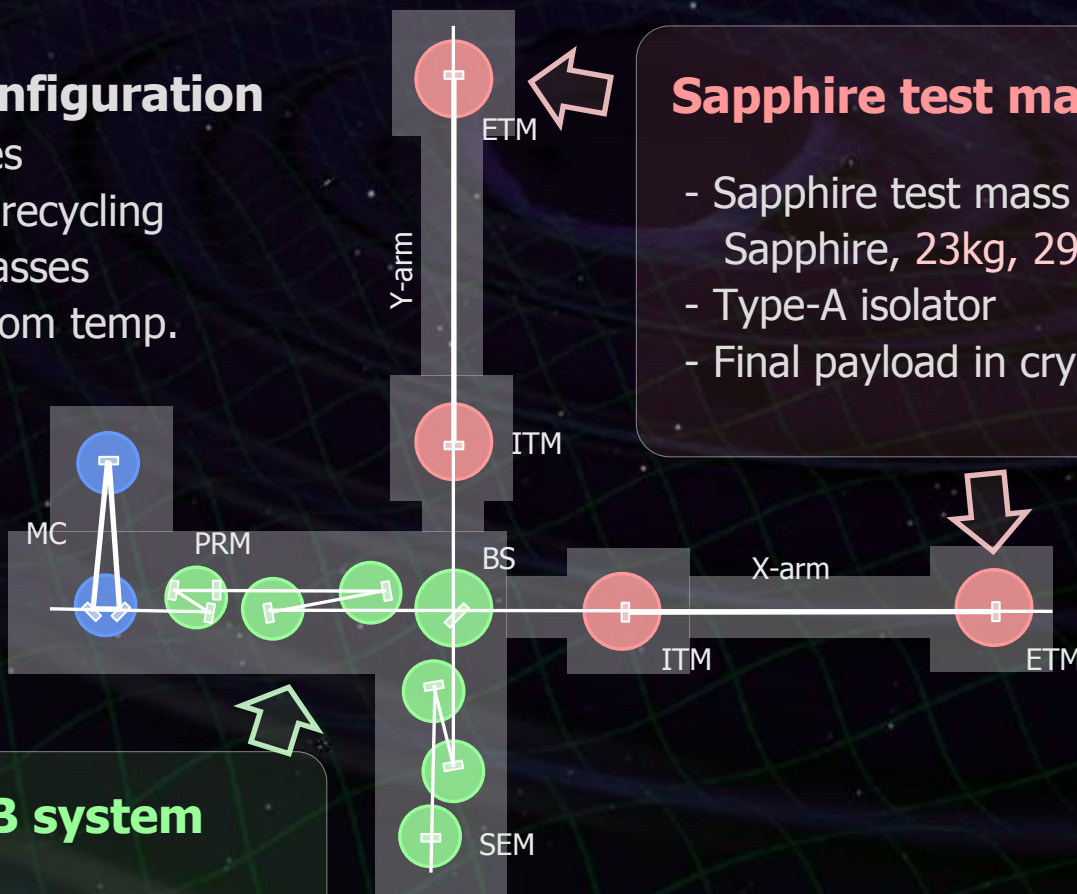 nfiguration
es
recycling
asses
om temp.
Sapphire test ma
- Sapphire test mass
Sapphire, 23kg, 29
- Type-A isolator
- Final payload in cry
ETM
Y-arm
ITM
MC
PRM
BS
X-arm
ITM
ETM
B system
SEM